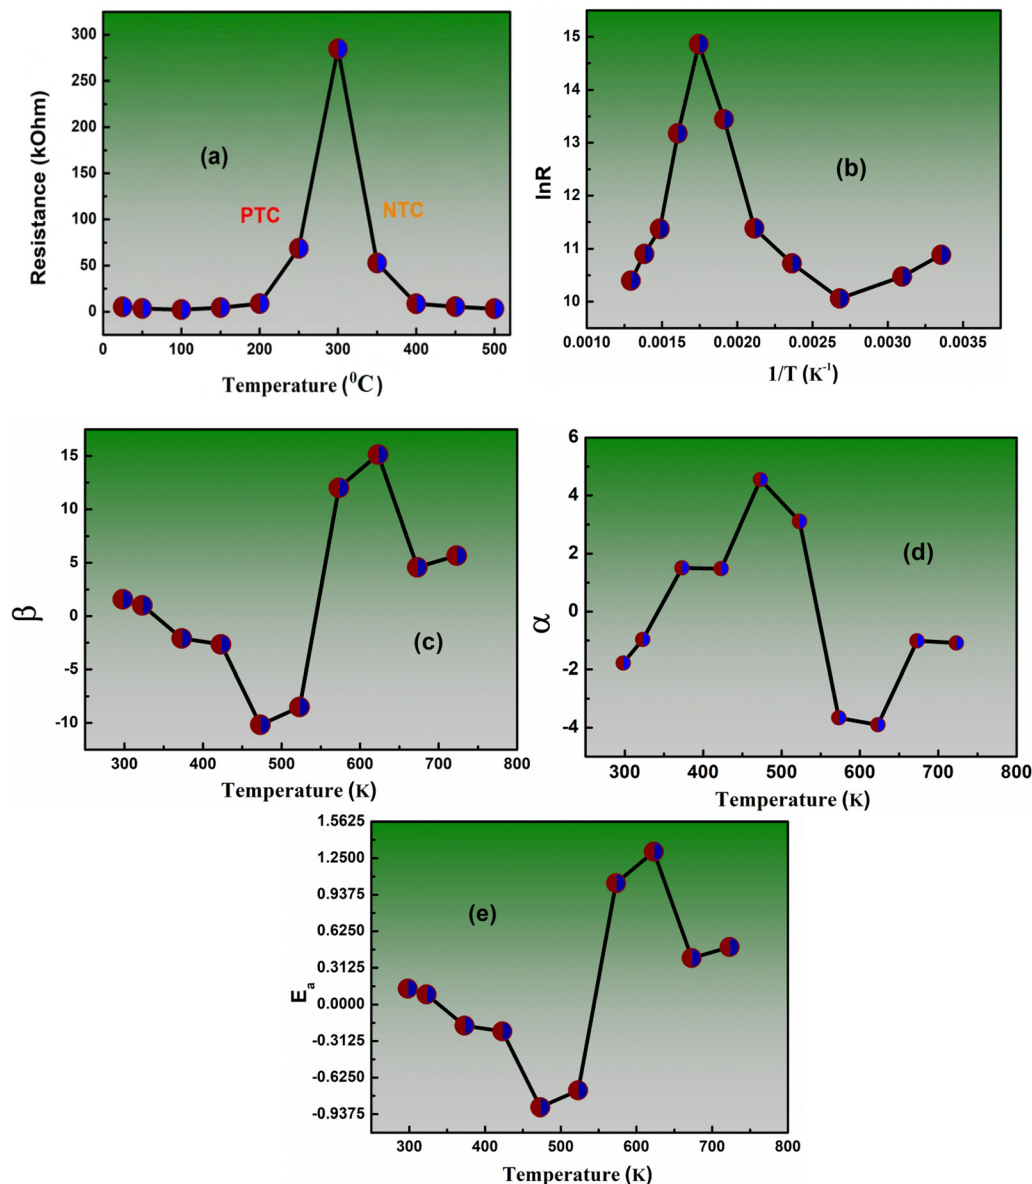 300
250
200
150
100
50
0
Resistance (kOhm)
(a)
PTC
NTC
0 100 200 300 400 500
Temperature (⁰C)
15
14
13
12
11
10
lnR
(b)
0.0010 0.0015 0.0020 0.0025 0.0030 0.0035
1/T (K⁻¹)
15
10
5
0
-5
-10
β
(c)
300 400 500 600 700 800
Temperature (K)
6
4
2
0
-2
-4
α
(d)
300 400 500 600 700 800
Temperature (K)
1.5625
1.2500
0.9375
0.6250
0.3125
0.0000
-0.3125
-0.6250
-0.9375
Eₐ
(e)
300 400 500 600 700 800
Temperature (K)